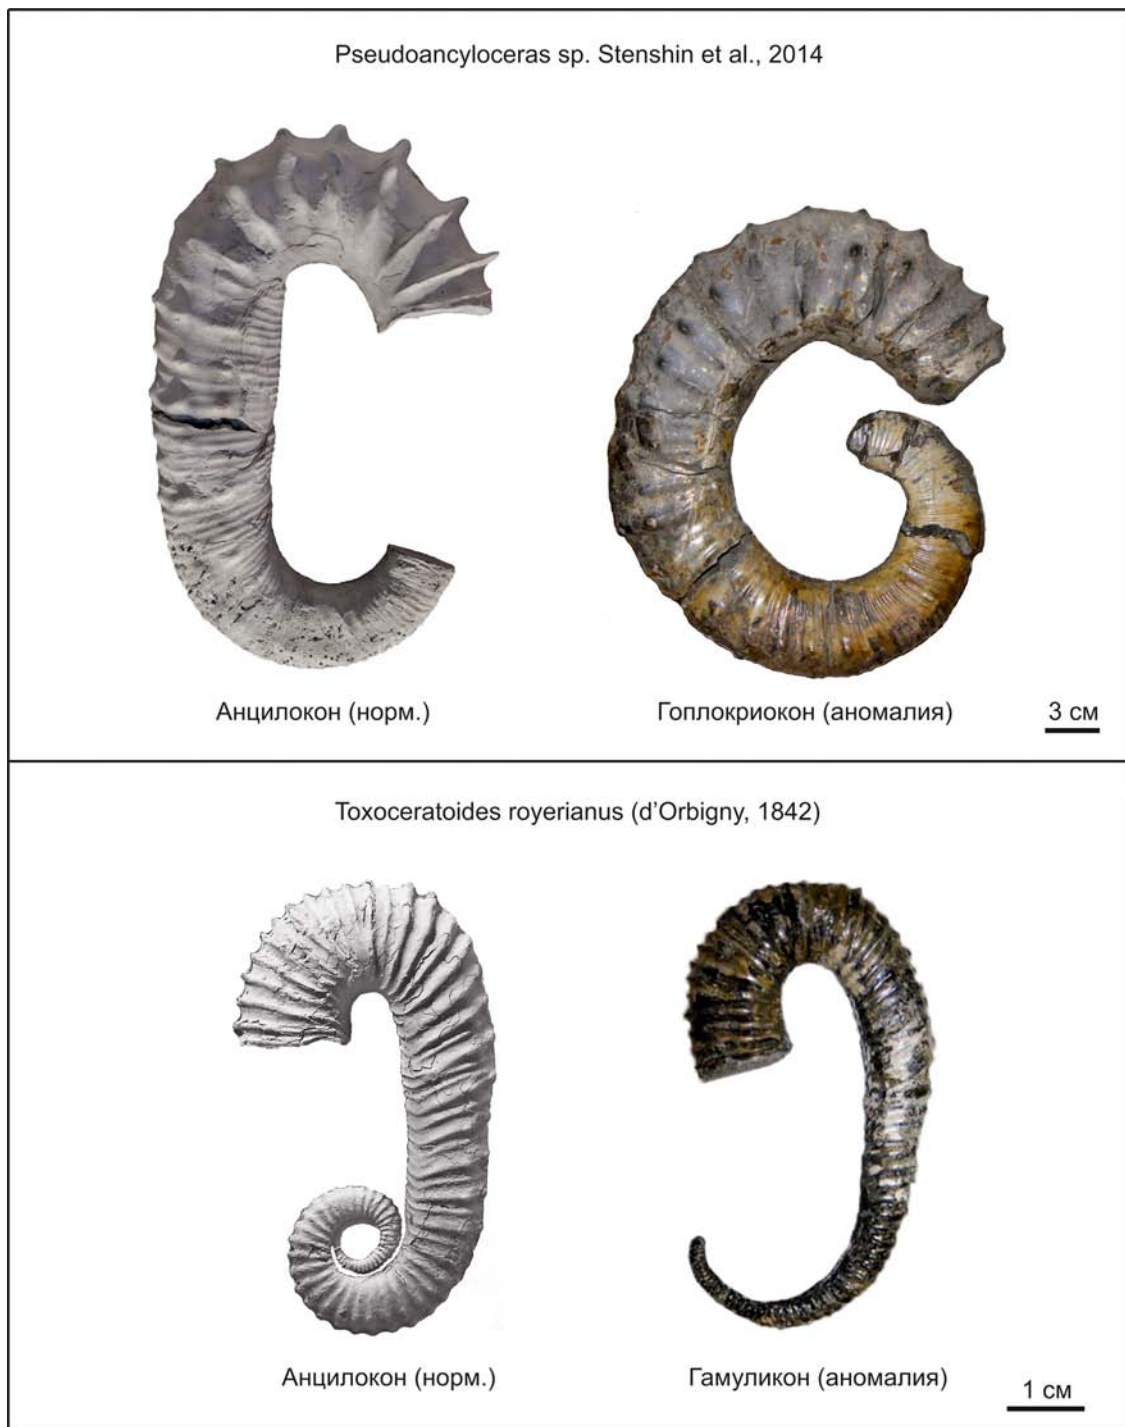 Pseudoancyloceras sp. Stenshin et al., 2014
Анцилокон (норм.)
Гоплокриокон (аномалия)
3 см
Toxoceratoides royerianus (d’Orbigny, 1842)
Анцилокон (норм.)
Гамуликон (аномалия)
1 см